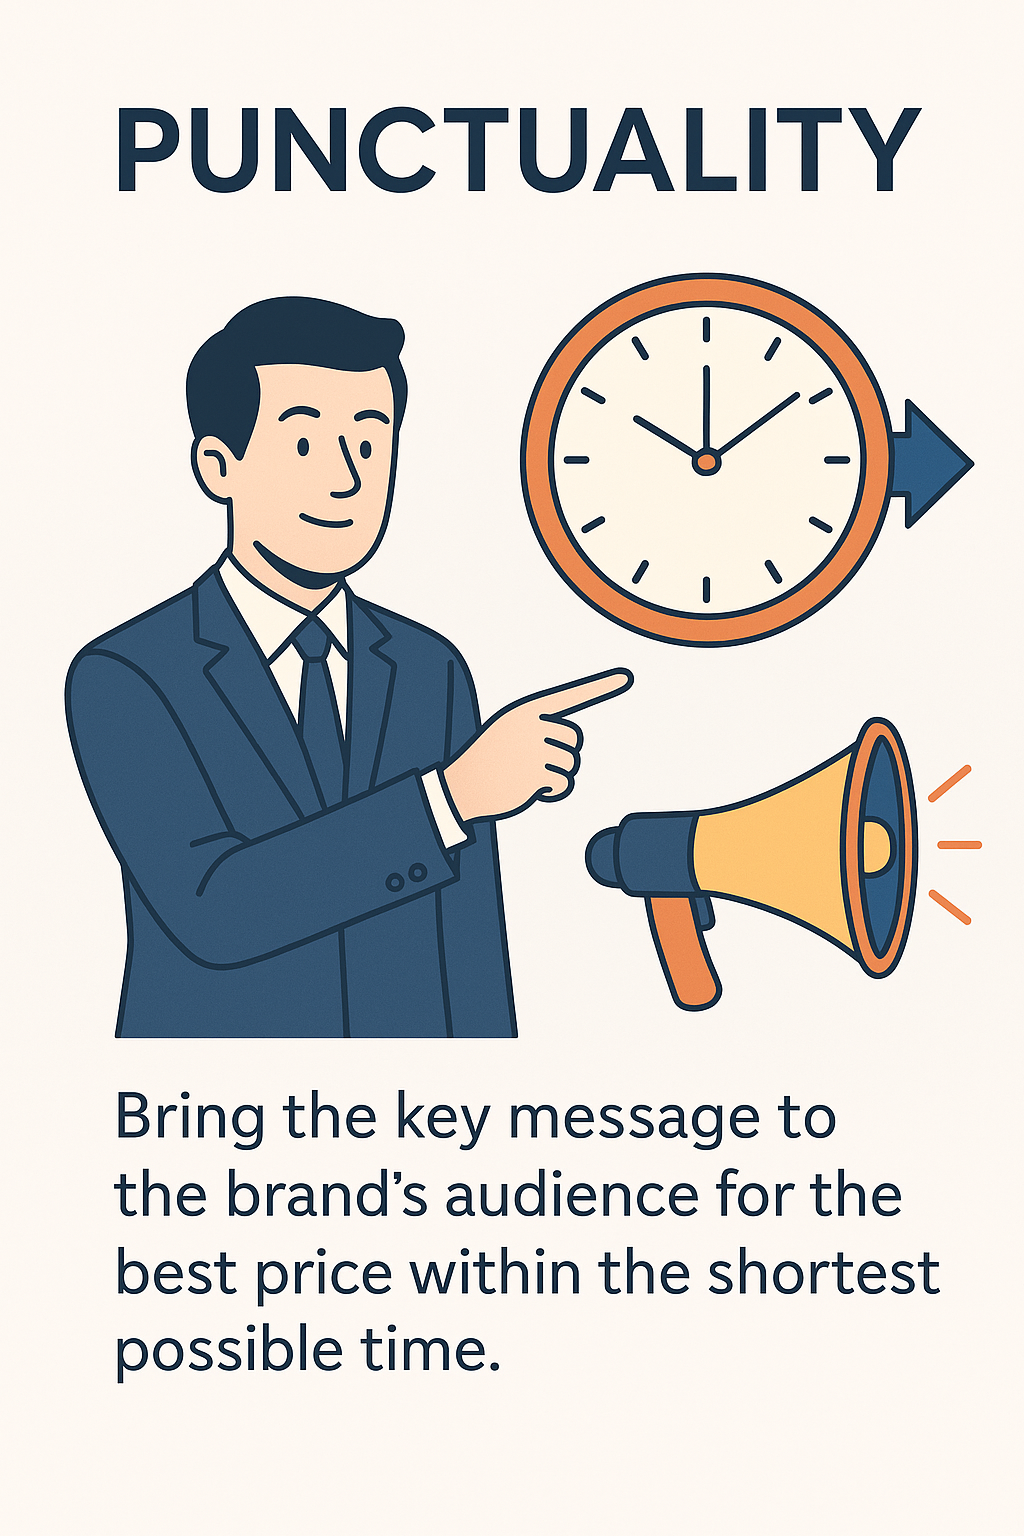 PUNCTUALITY
Bring the key message to
the brand’s audience for the
best price within the shortest
possible time.